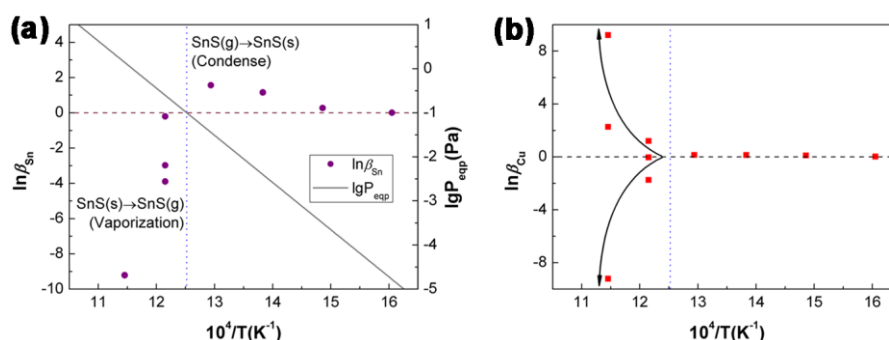 (a)
SnS(g)→SnS(s)
(Condense)
SnS(s)→SnS(g)
(Vaporization)
lnβSn
lgPeqp
lnβSn
4
2
0
-2
-4
-6
-8
-10
lgPeqp(Pa)
1
0
-1
-2
-3
-4
-5
11 12 13 14 15 16
10⁴/T(K⁻¹)
(b)
lnβCu
8
4
0
-4
-8
11 12 13 14 15 16
10⁴/T(K⁻¹)